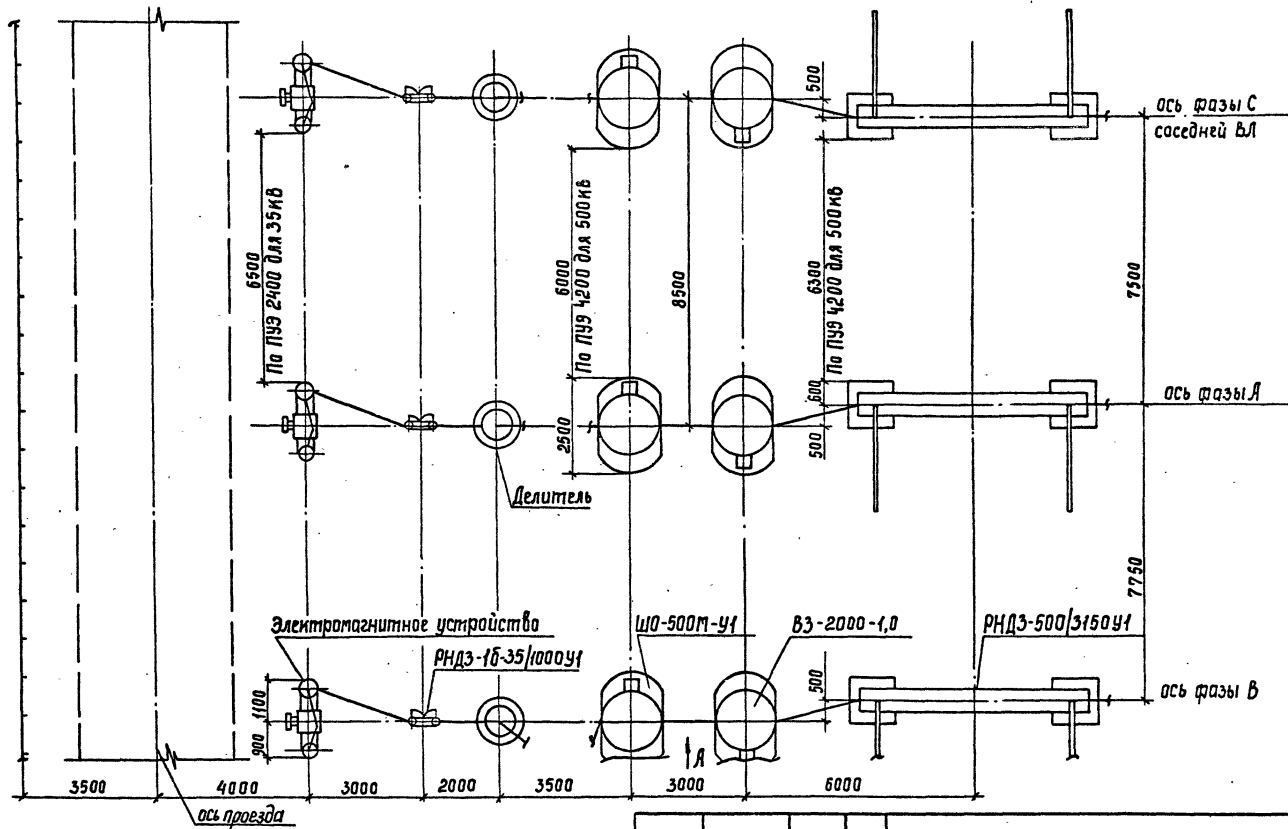 500
ось фазы С
соседней ВЛ
6500
По ПУЭ 2400 для 35кв
6000
По ПУЭ 4200 для 500кв
8500
6300
По ПУЭ 4200 для 500кв
7500
600
ось фазы А
2500
500
Делитель
7750
Электромагнитное устройство
ШО-500М-У1
ВЗ-2000-1,0
РНДЗ-500/3150У1
РНДЗ-1б-35/1000У1
1100
500
ось фазы В
900
А
3500
4000
3000
2000
3500
3000
6000
ось проезда